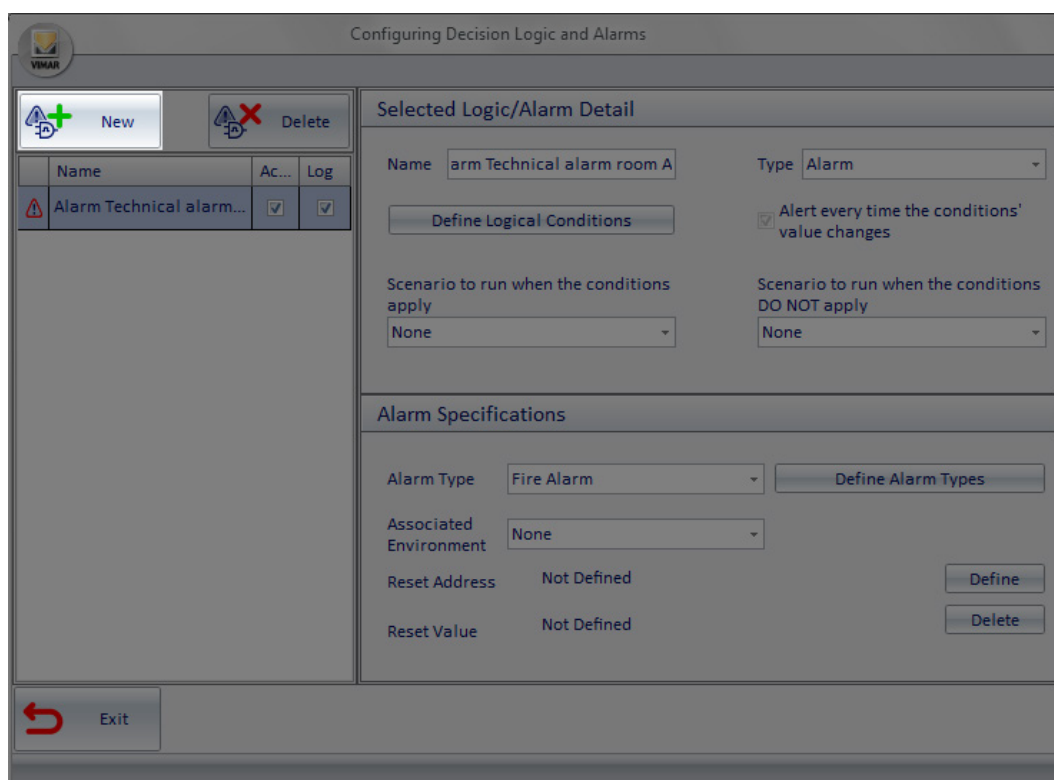 Configuring Decision Logic and Alarms
VIMAR
New
Delete
Name
Ac...
Log
Alarm Technical alarm...
Exit
Selected Logic/Alarm Detail
Name
arm Technical alarm room A
Type
Alarm
Define Logical Conditions
Alert every time the conditions'
value changes
Scenario to run when the conditions
apply
None
Scenario to run when the conditions
DO NOT apply
None
Alarm Specifications
Alarm Type
Fire Alarm
Define Alarm Types
Associated
Environment
None
Reset Address
Not Defined
Define
Reset Value
Not Defined
Delete